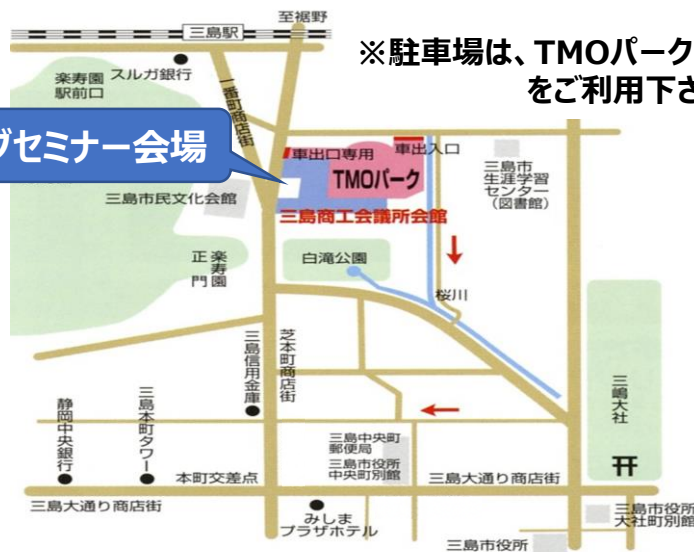 至裾野
三島駅
※駐車場は、TMOパーク
をご利用下さ
スルガ銀行
楽寿園
駅前口
一番町商店街
ブセミナー会場
車出口専用
車出入口
TMOパーク
三島市
生涯学習
センター
（図書館）
三島市民文化会館
三島商工会議所会館
楽寿園
正門
白滝公園
桜川
三島信用金庫
芝本町商店街
三嶋大社
静岡中央銀行
三島本町タワー
三島中央町
郵便局
三島市役所
中央町別館
本町交差点
三島大通り商店街
三島大通り商店街
みしま
プラザホテル
三島市役所
大社町別館
三島市役所